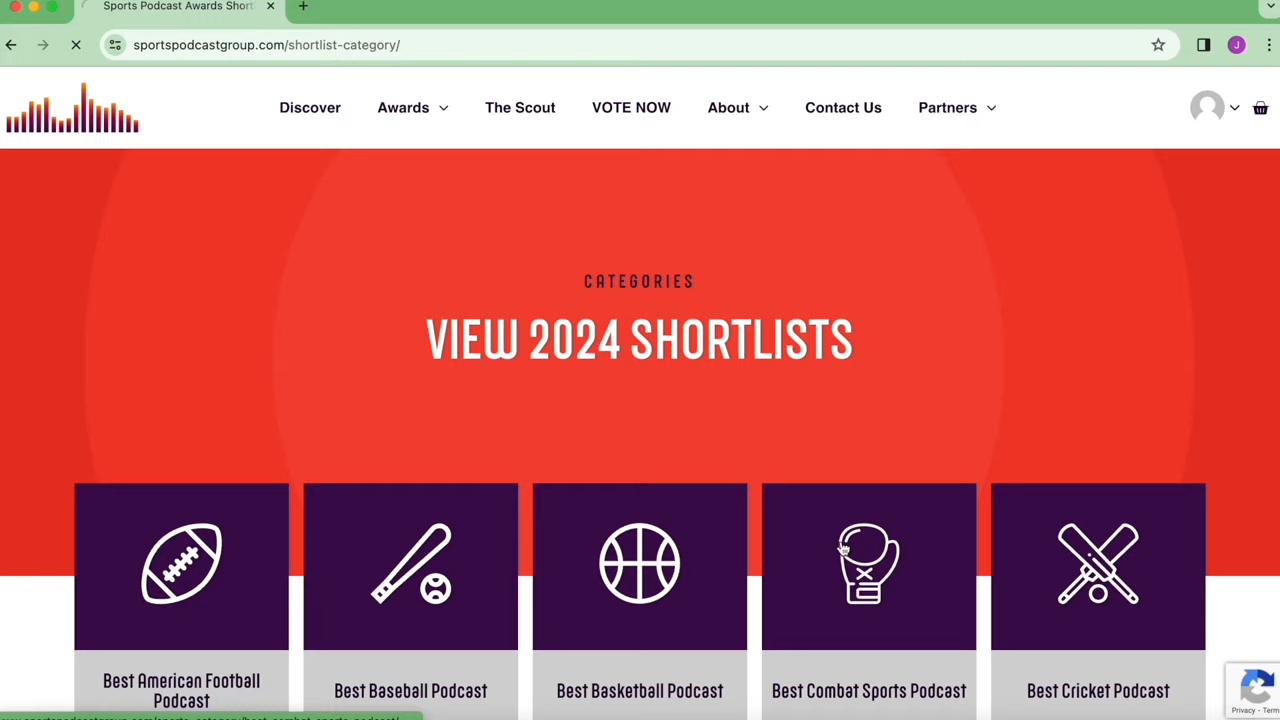 Sports Podcast Awards Short
sportspodcastgroup.com/shortlist-category/
J
Discover Awards The Scout VOTE NOW About Contact Us Partners
CATEGORIES
VIEW 2024 SHORTLISTS
Best American Football
Podcast
Best Baseball Podcast
Best Basketball Podcast
Best Combat Sports Podcast
Best Cricket Podcast
Privacy - Term